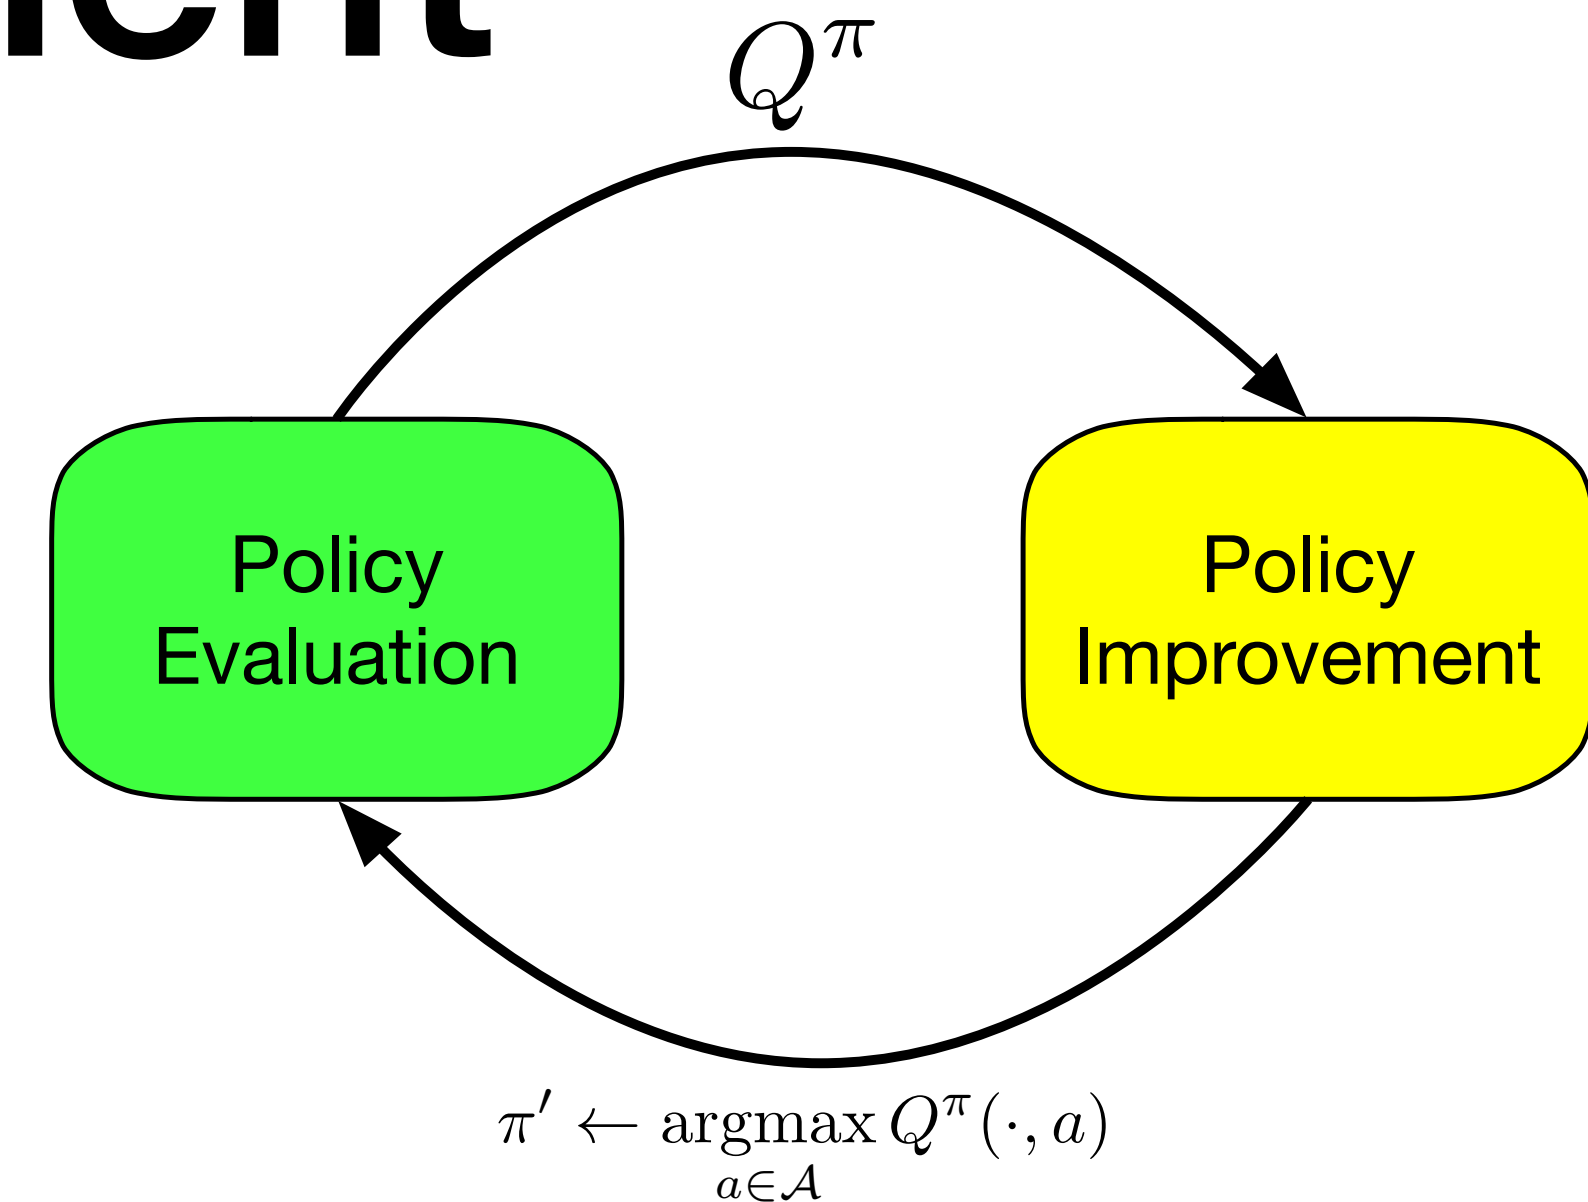 Q^π
Policy
Evaluation
Policy
Improvement
π′ ← argmax Q^π(·, a)
a∈𝒜